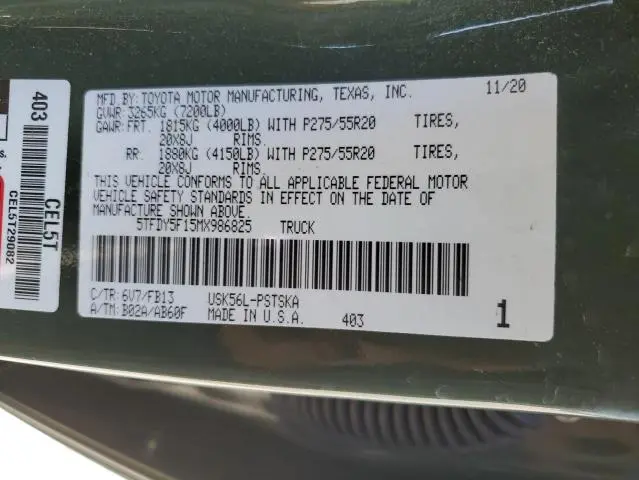 MFD.BY:TOYOTA MOTOR MANUFACTURING, TEXAS, INC. 11/20
GVWR:3265KG (7200LB)
GAWR:FRT. 1815KG (4000LB) WITH P275/55R20 TIRES,
20X8J RIMS.
RR. 1880KG (4150LB) WITH P275/55R20 TIRES,
20X8J RIMS.
THIS VEHICLE CONFORMS TO ALL APPLICABLE FEDERAL MOTOR
VEHICLE SAFETY STANDARDS IN EFFECT ON THE DATE OF
MANUFACTURE SHOWN ABOVE.
5TFDY5F15MX986825 TRUCK
C/TR:6V7/FB13 USK56L-PSTSKA
A/TM:B02A/AB60F MADE IN U.S.A. 403 1
403
CEL5T
CEL5T29082
s.